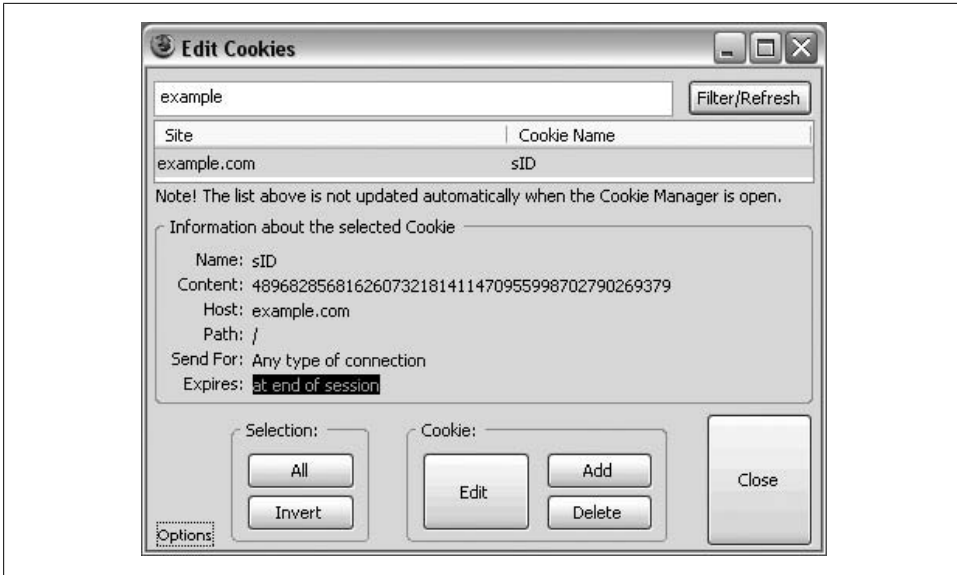 Edit Cookies
example
Filter/Refresh
Site Cookie Name
example.com sID
Note! The list above is not updated automatically when the Cookie Manager is open.
Information about the selected Cookie
Name: sID
Content: 489682856816260732181411470955998702790269379
Host: example.com
Path: /
Send For: Any type of connection
Expires: at end of session
Selection:
All
Invert
Cookie:
Edit
Add
Delete
Close
Options